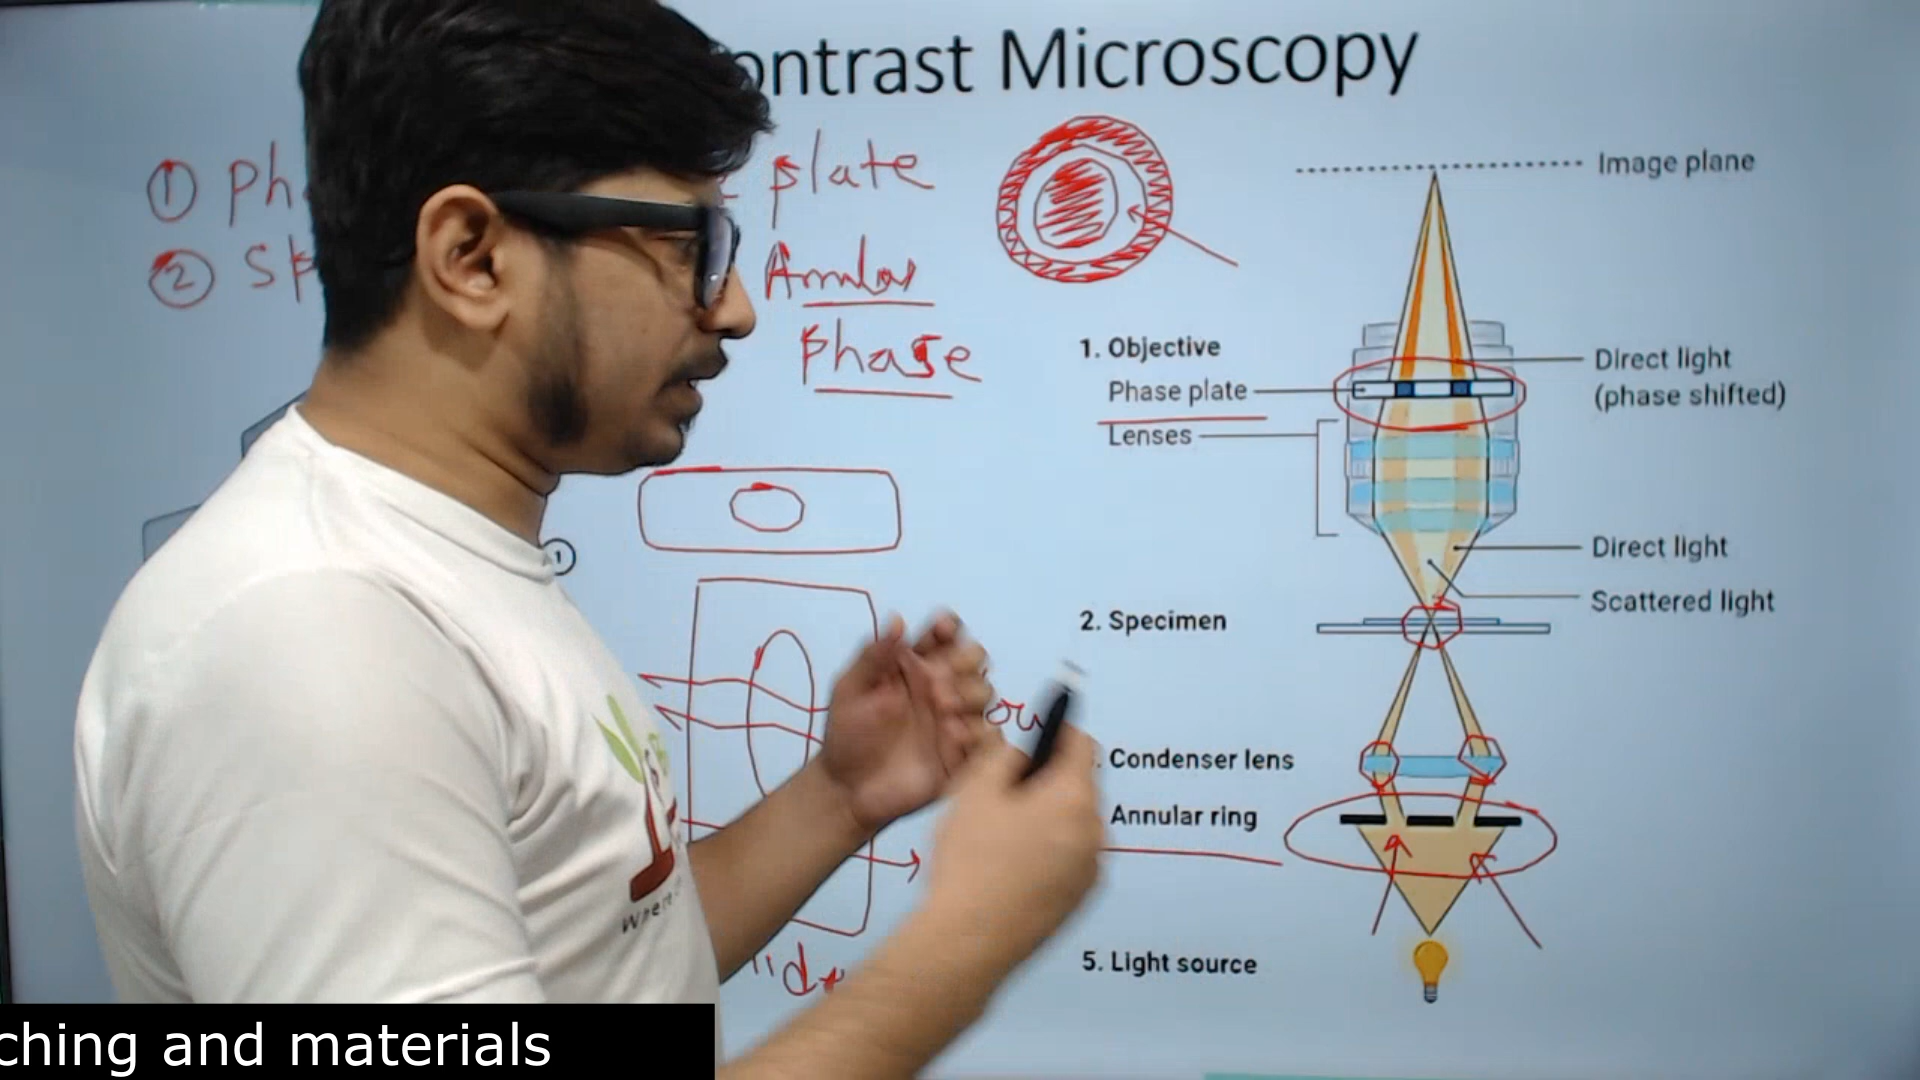 ontrast Microscopy
① Ph plate
② Sp Annular
phase
Image plane
1. Objective
Phase plate
Lenses
Direct light
(phase shifted)
Direct light
Scattered light
2. Specimen
Condenser lens
Annular ring
5. Light source
1
ching and materials